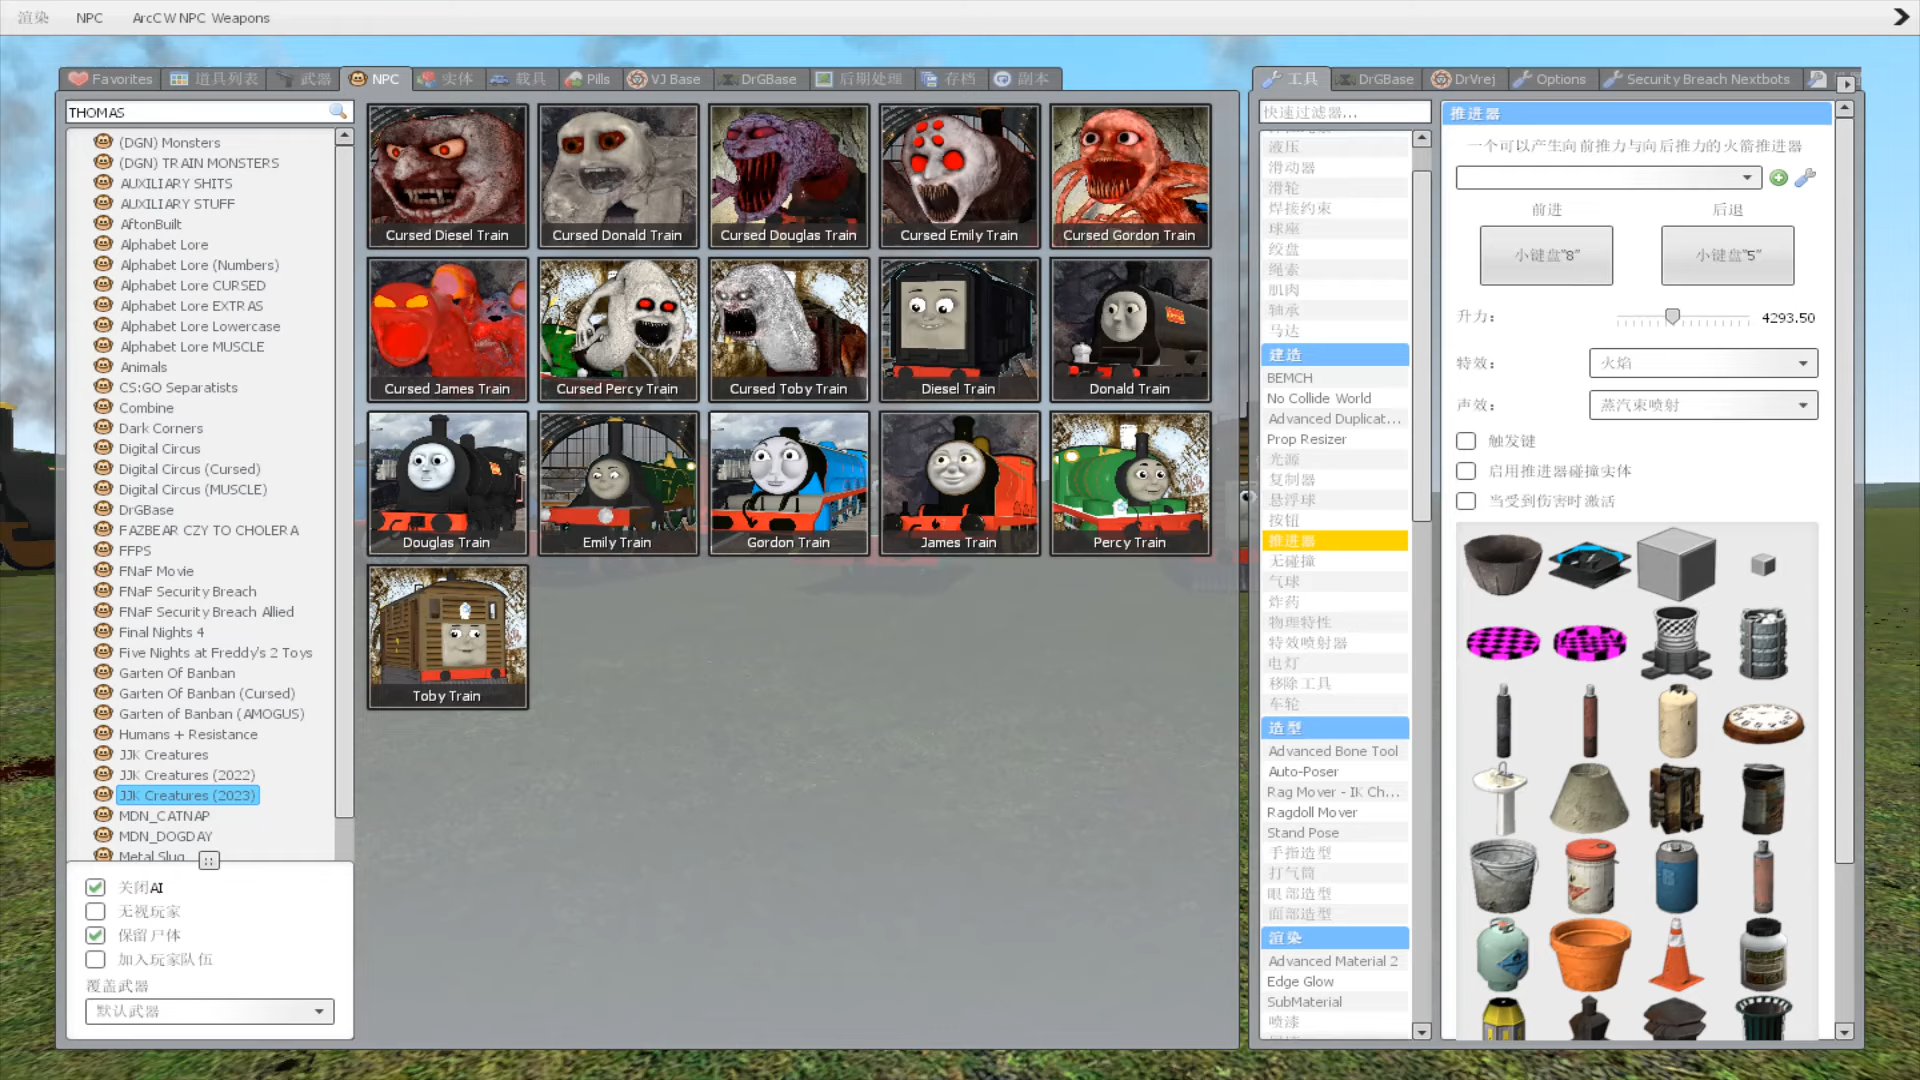 渲染 NPC ArcCW NPC Weapons
Favorites 道具列表 武器 NPC 实体 载具 Pills VJ Base DrGBase 后期处理 存档 副本
THOMAS
(DGN) Monsters
(DGN) TRAIN MONSTERS
AUXILIARY SHITS
AUXILIARY STUFF
AftonBuilt
Alphabet Lore
Alphabet Lore (Numbers)
Alphabet Lore CURSED
Alphabet Lore EXTRAS
Alphabet Lore Lowercase
Alphabet Lore MUSCLE
Animals
CS:GO Separatists
Combine
Dark Corners
Digital Circus
Digital Circus (Cursed)
Digital Circus (MUSCLE)
DrGBase
FAZBEAR CZY TO CHOLERA
FFPS
FNaF Movie
FNaF Security Breach
FNaF Security Breach Allied
Final Nights 4
Five Nights at Freddy's 2 Toys
Garten Of Banban
Garten Of Banban (Cursed)
Garten of Banban (AMOGUS)
Humans + Resistance
JJK Creatures
JJK Creatures (2022)
JJK Creatures (2023)
MDN_CATNAP
MDN_DOGDAY
Metal Slug
关闭AI
无视玩家
保留尸体
加入玩家队伍
覆盖武器
默认武器
Cursed Diesel Train
Cursed Donald Train
Cursed Douglas Train
Cursed Emily Train
Cursed Gordon Train
Cursed James Train
Cursed Percy Train
Cursed Toby Train
Diesel Train
Donald Train
Douglas Train
Emily Train
Gordon Train
James Train
Percy Train
Toby Train
工具 DrGBase DrVrej Options Security Breach Nextbots
快速过滤器...
液压
滑动器
滑轮
焊接约束
球座
绞盘
绳索
肌肉
轴承
马达
建造
BEMCH
No Collide World
Advanced Duplicat...
Prop Resizer
光源
复制器
悬浮球
按钮
推进器
无碰撞
气球
炸药
物理特性
特效喷射器
电灯
移除工具
车轮
造型
Advanced Bone Tool
Auto-Poser
Rag Mover - IK Ch...
Ragdoll Mover
Stand Pose
手指造型
打气筒
眼部造型
面部造型
渲染
Advanced Material 2
Edge Glow
SubMaterial
喷漆
推进器
一个可以产生向前推力与向后推力的火箭推进器
前进 后退
小键盘"8" 小键盘"5"
升力： 4293.50
特效： 火焰
声效： 蒸汽束喷射
触发键
启用推进器碰撞实体
当受到伤害时激活